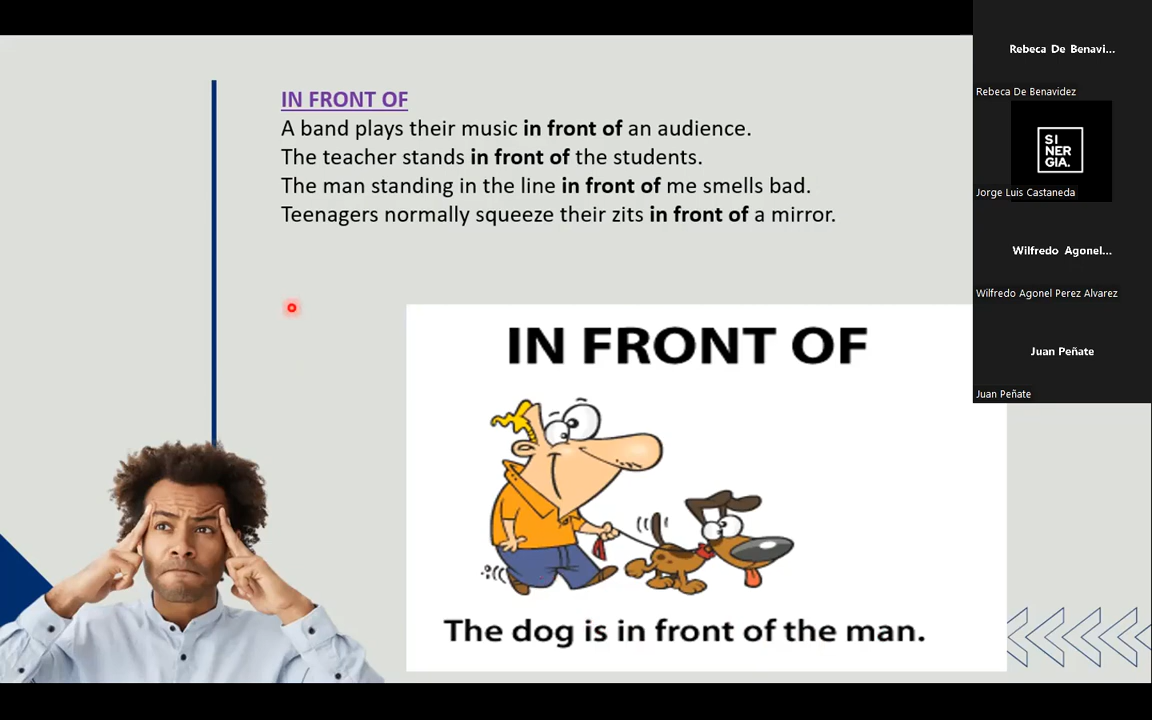 IN FRONT OF
A band plays their music in front of an audience.
The teacher stands in front of the students.
The man standing in the line in front of me smells bad.
Teenagers normally squeeze their zits in front of a mirror.
IN FRONT OF
The dog is in front of the man.
Rebeca De Benavi...
Rebeca De Benavidez
SI
NER
GIA.
Jorge Luis Castaneda
Wilfredo Agonel...
Wilfredo Agonel Perez Alvarez
Juan Peñate
Juan Peñate